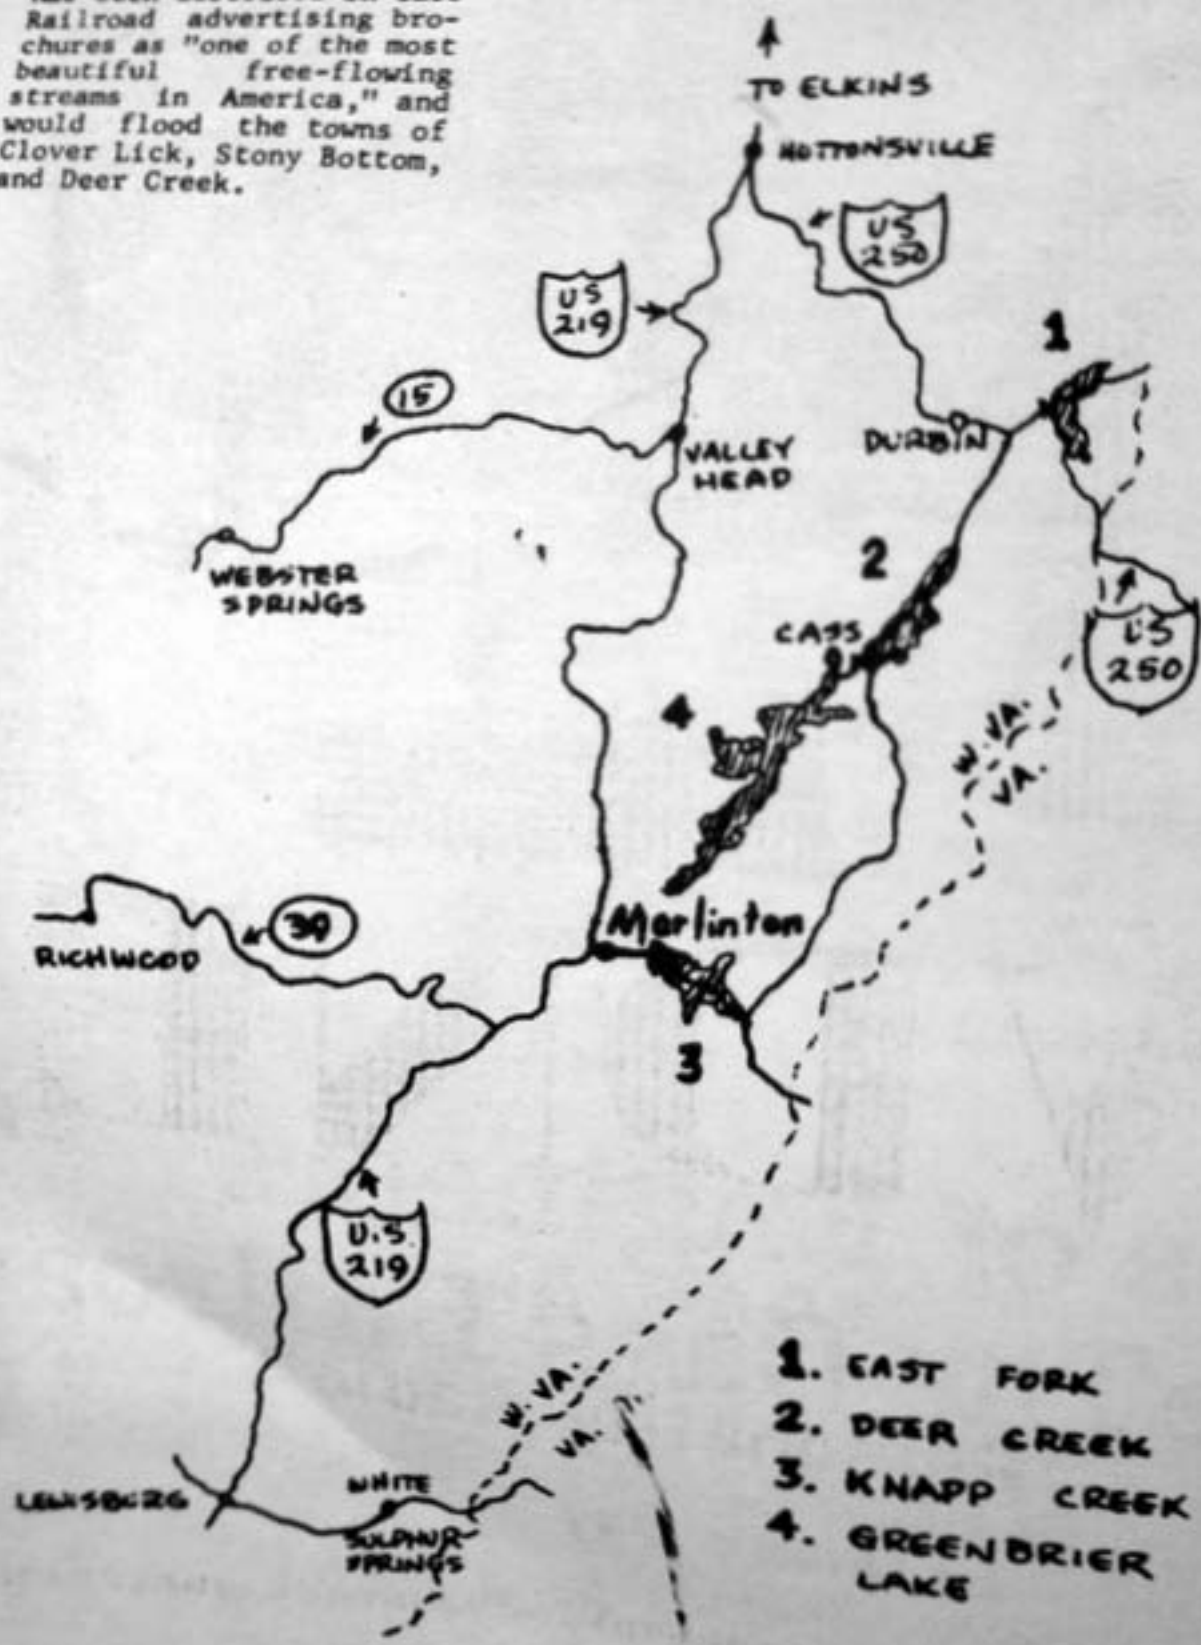 Railroad advertising bro-
chures as "one of the most
beautiful free-flowing
streams in America," and
would flood the towns of
Clover Lick, Stony Bottom,
and Deer Creek.
TO ELKINS
HOTTONSVILLE
US
250
US
219
1
15
VALLEY
HEAD
DURBIN
2
WEBSTER
SPRINGS
CASS
US
250
4
W. VA.
VA.
39
Marlinton
RICHWOOD
3
U.S.
219
W. VA.
VA.
1. EAST FORK
2. DEER CREEK
3. KNAPP CREEK
4. GREENBRIER
LAKE
LEWISBURG
WHITE
SULPHUR
SPRINGS